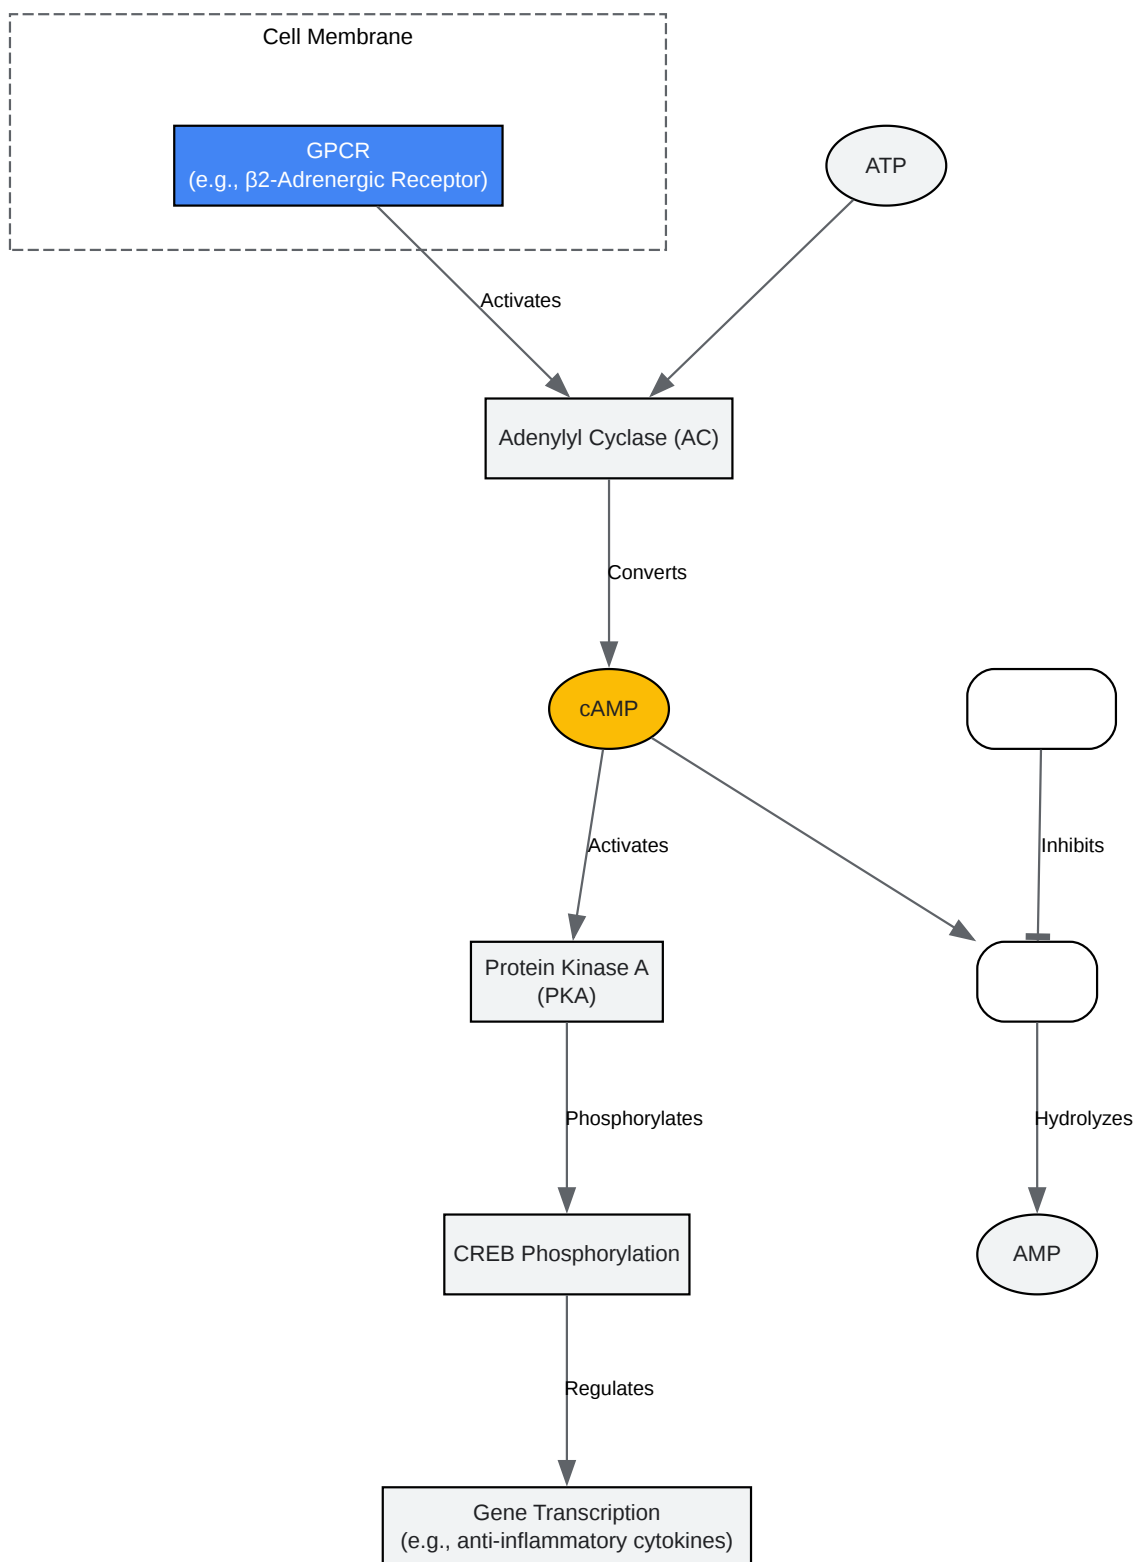 Cell Membrane
GPCR
(e.g., β2-Adrenergic Receptor)
ATP
Activates
Adenylyl Cyclase (AC)
Converts
cAMP
Activates
Inhibits
Protein Kinase A
(PKA)
Phosphorylates
Hydrolyzes
CREB Phosphorylation
AMP
Regulates
Gene Transcription
(e.g., anti-inflammatory cytokines)